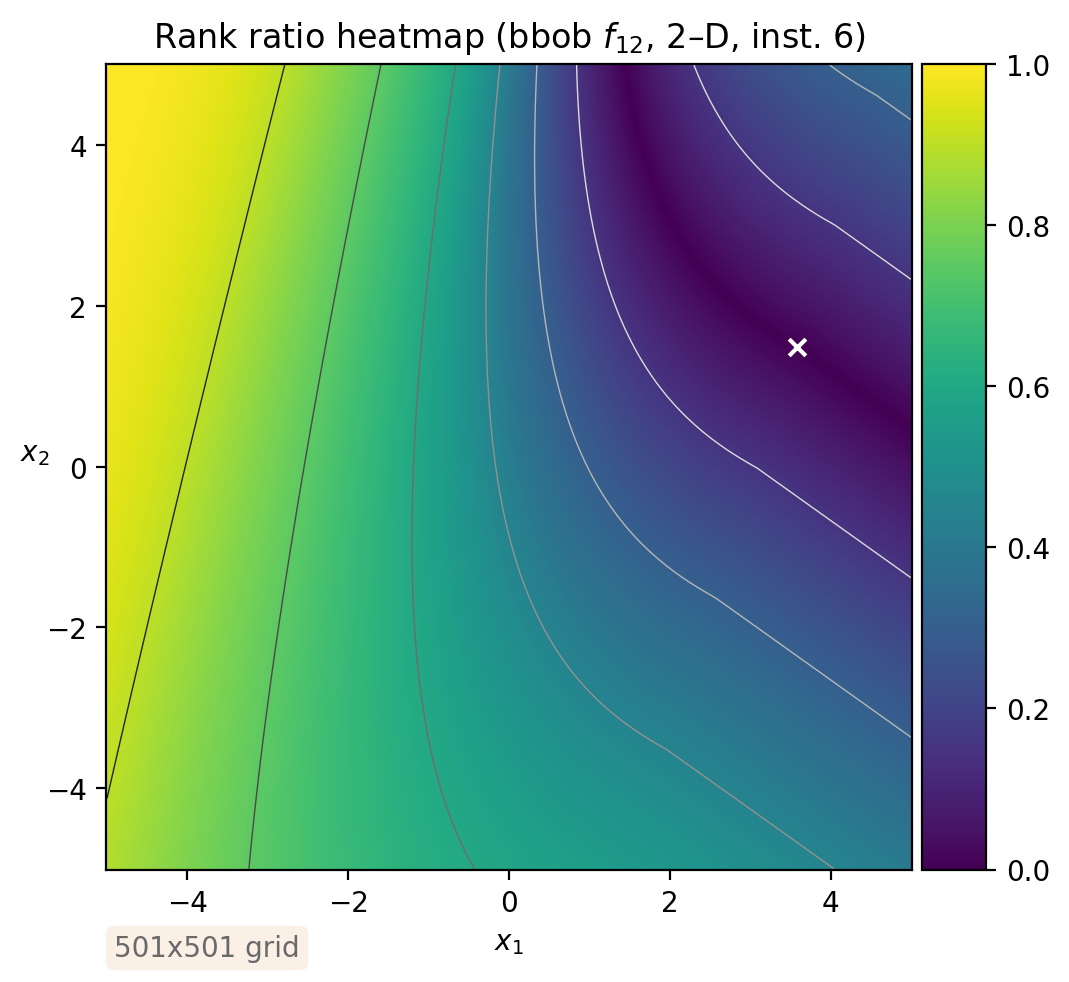 Rank ratio heatmap (bbob f₁₂, 2–D, inst. 6)
1.0
4
0.8
2
0.6
x₂
0
0.4
−2
0.2
−4
0.0
−4 −2 0 2 4
x₁
501x501 grid